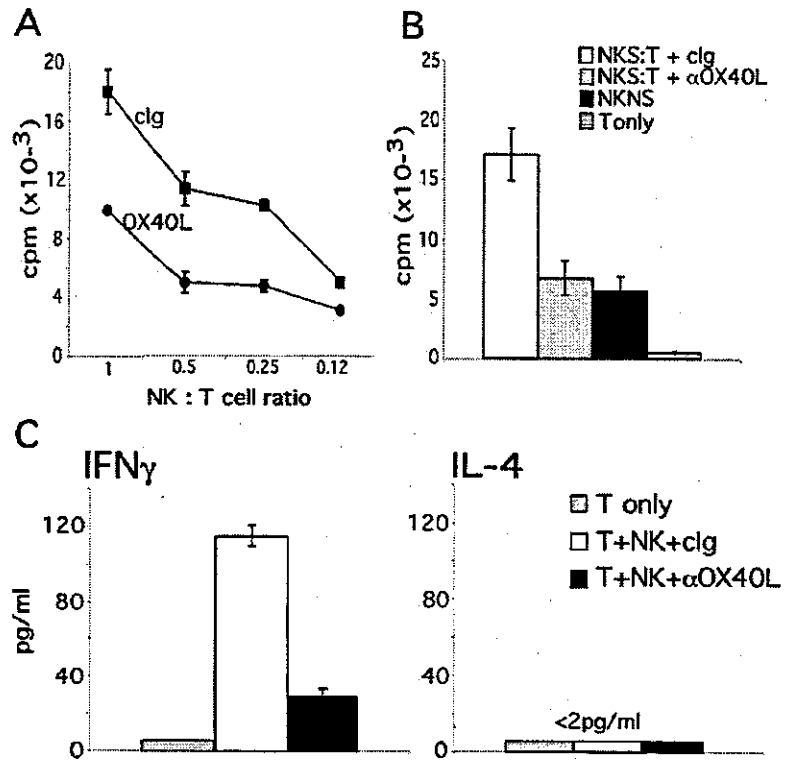 A
20
16
12
8
4
0
cpm (x10-3)
cIg
OX40L
1 0.5 0.25 0.12
NK : T cell ratio
B
25
20
15
10
5
0
cpm (x10-3)
NKS:T + cIg
NKS:T + αOX40L
NKNS
Tonly
C
IFNγ
120
80
40
0
pg/ml
IL-4
120
80
40
0
<2pg/ml
T only
T+NK+cIg
T+NK+αOX40L